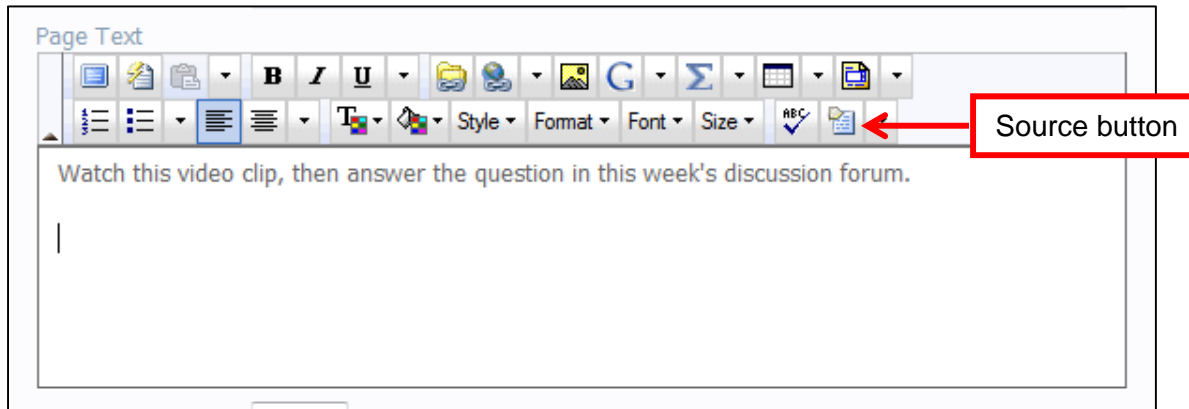 Page Text
B I U G Σ
Style Format Font Size ABC
Source button
Watch this video clip, then answer the question in this week's discussion forum.